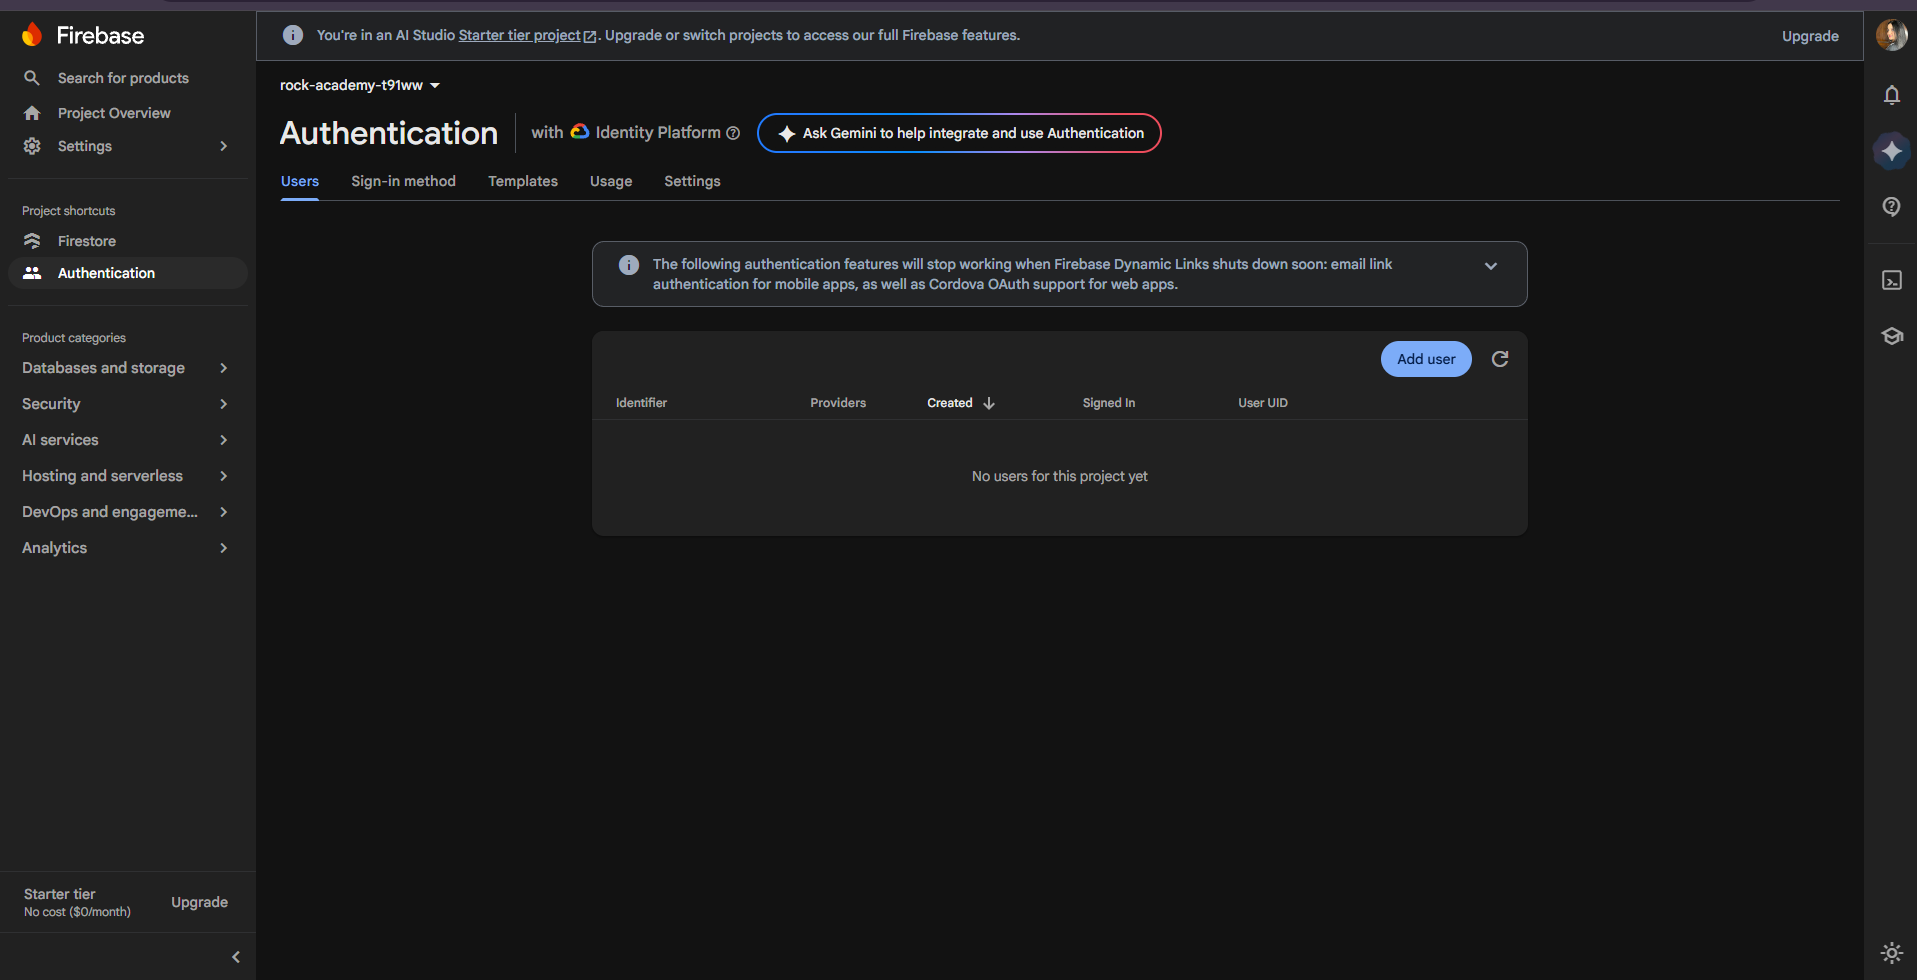 Firebase
You're in an AI Studio Starter tier project. Upgrade or switch projects to access our full Firebase features.
Upgrade
Search for products
Project Overview
Settings
Project shortcuts
Firestore
Authentication
Product categories
Databases and storage
Security
AI services
Hosting and serverless
DevOps and engageme...
Analytics
Starter tier
No cost ($0/month)
Upgrade
rock-academy-t91ww
Authentication
with Identity Platform
Ask Gemini to help integrate and use Authentication
Users Sign-in method Templates Usage Settings
The following authentication features will stop working when Firebase Dynamic Links shuts down soon: email link
authentication for mobile apps, as well as Cordova OAuth support for web apps.
Add user
Identifier Providers Created Signed In User UID
No users for this project yet